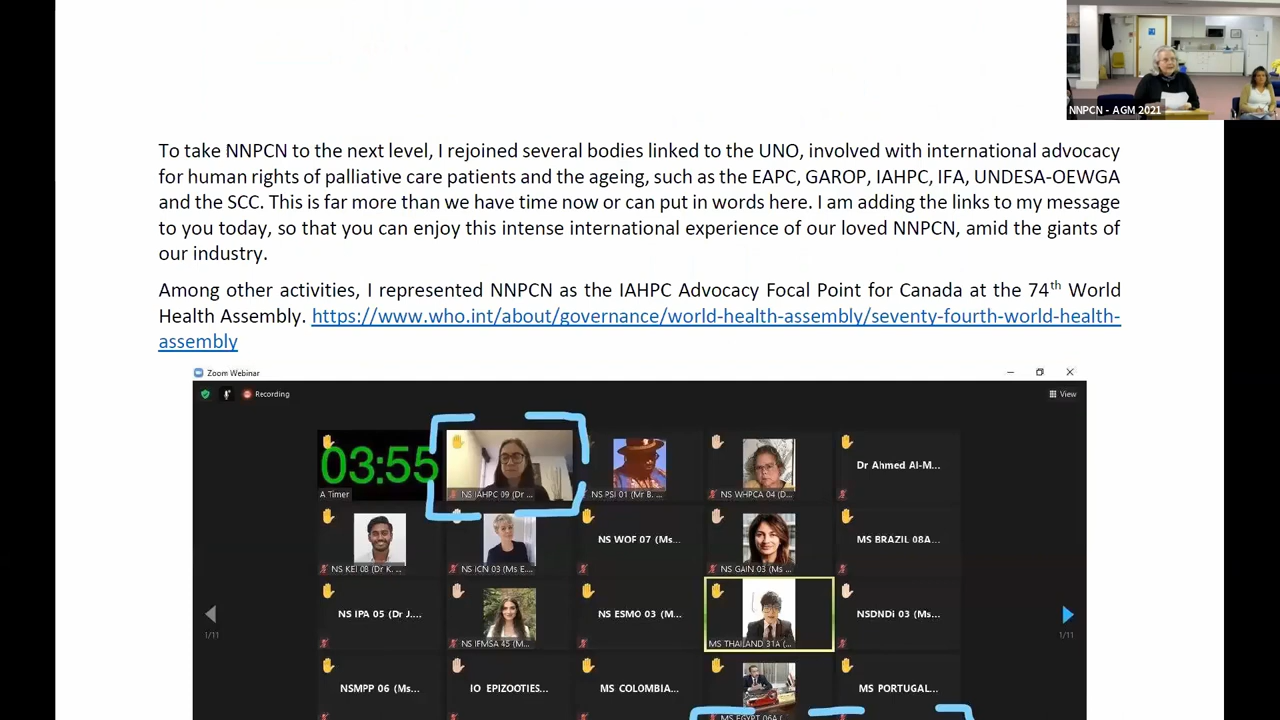 NNPCN - AGM 2021
To take NNPCN to the next level, I rejoined several bodies linked to the UNO, involved with international advocacy
for human rights of palliative care patients and the ageing, such as the EAPC, GAROP, IAHPC, IFA, UNDESA-OEWGA
and the SCC. This is far more than we have time now or can put in words here. I am adding the links to my message
to you today, so that you can enjoy this intense international experience of our loved NNPCN, amid the giants of
our industry.
Among other activities, I represented NNPCN as the IAHPC Advocacy Focal Point for Canada at the 74th World
Health Assembly. https://www.who.int/about/governance/world-health-assembly/seventy-fourth-world-health-
assembly
Zoom Webinar
Recording
View
03:55
Dr Ahmed Al-M...
A Timer
NS IAHPC 09 (Dr ...
NS PSI 01 (Mr B. ...
NS WHPCA 04 (D...
NS WOF 07 (Ms...
MS BRAZIL 08A...
NS KEI 08 (Dr K. ...
NS ICN 03 (Ms E...
NS GAIN 03 (Ms ...
NS IPA 05 (Dr J....
NS ESMO 03 (M...
NSDNDi 03 (Ms...
1/11
1/11
NS IFMSA 45 (M...
MS THAILAND 31A (...
NSMPP 06 (Ms...
IO EPIZOOTIES...
MS COLOMBIA...
MS PORTUGAL...
MS EGYPT 06A (